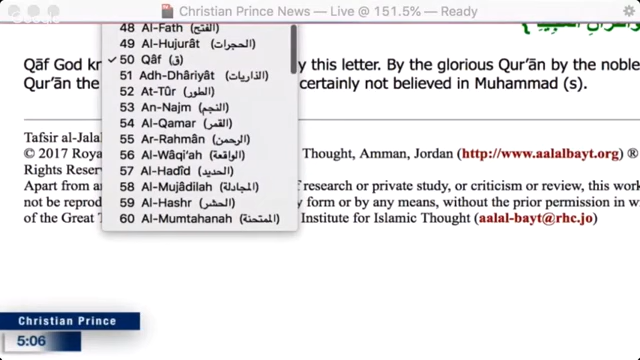 Christian Prince News — Live @ 151.5% — Ready
48 Al-Fath (الفتح)
49 Al-Hujurât (الحجرات)
✓ 50 Qâf (ق)
51 Adh-Dhâriyât (الذاريات)
52 At-Tûr (الطور)
53 An-Najm (النجم)
54 Al-Qamar (القمر)
55 Ar-Rahmân (الرحمن)
56 Al-Wâqi'ah (الواقعة)
57 Al-Hadîd (الحديد)
58 Al-Mujâdilah (المجادلة)
59 Al-Hashr (الحشر)
60 Al-Mumtahanah (الممتحنة)
Qāf God y this letter. By the glorious Qur'ān by the noble
Qur'ān the certainly not believed in Muhammad (s).
Tafsir al-Jala
© 2017 Roya Thought, Amman, Jordan (http://www.aalalbayt.org) ®
Rights Rese
Apart from a f research or private study, or criticism or review, this work
not be reprod y form or by any means, without the prior permission in w
of the Great Institute for Islamic Thought (aalal-bayt@rhc.jo)
Christian Prince
5:06